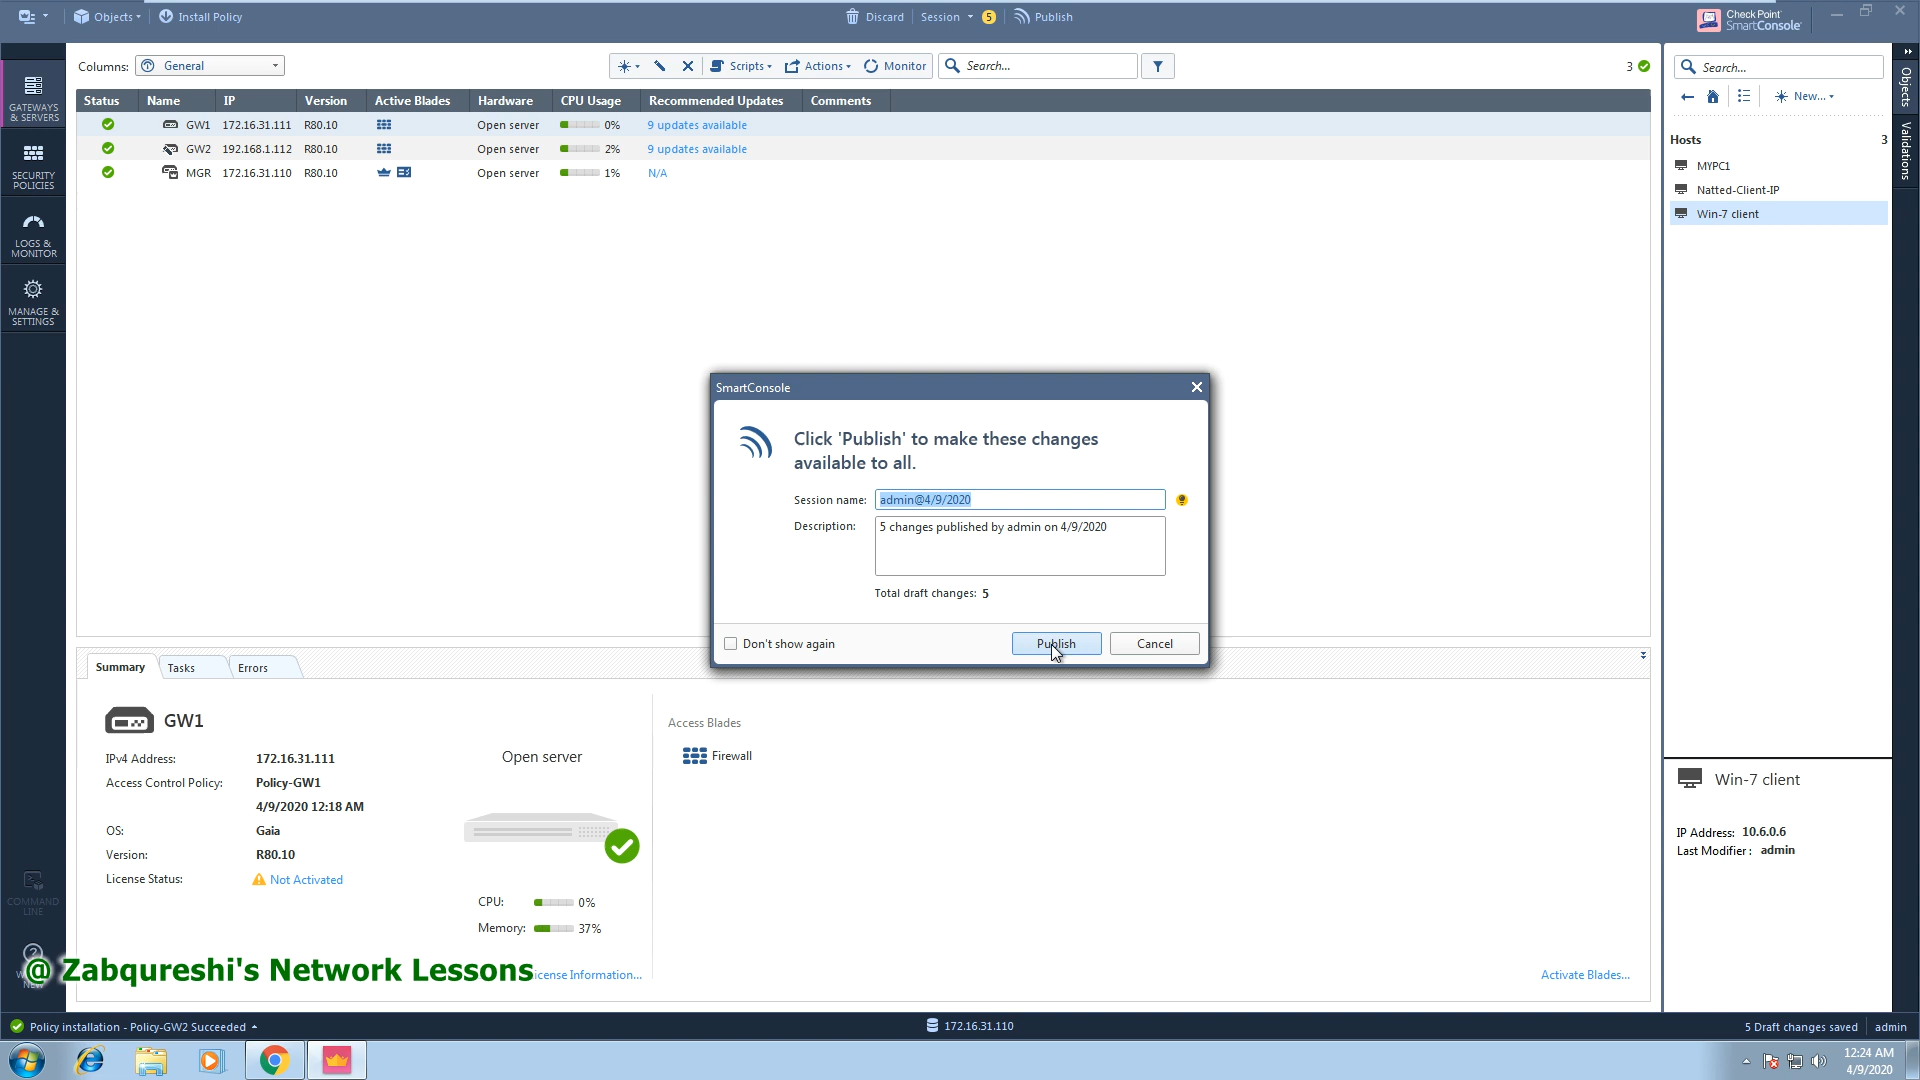 Objects
Install Policy
Discard
Session
5
Publish
Check Point
SmartConsole
Columns:
General
Scripts
Actions
Monitor
Search...
3
Status Name IP Version Active Blades Hardware CPU Usage Recommended Updates Comments
GW1 172.16.31.111 R80.10 Open server 0% 9 updates available
GW2 192.168.1.112 R80.10 Open server 2% 9 updates available
MGR 172.16.31.110 R80.10 Open server 1% N/A
GATEWAYS
& SERVERS
SECURITY
POLICIES
LOGS &
MONITOR
MANAGE &
SETTINGS
COMMAND
LINE
Search...
New...
Hosts 3
MYPC1
Natted-Client-IP
Win-7 client
Objects
Validations
SmartConsole
Click 'Publish' to make these changes
available to all.
Session name: admin@4/9/2020
Description: 5 changes published by admin on 4/9/2020
Total draft changes: 5
Don't show again
Publish
Cancel
Summary
Tasks
Errors
GW1
IPv4 Address: 172.16.31.111
Access Control Policy: Policy-GW1
4/9/2020 12:18 AM
OS: Gaia
Version: R80.10
License Status: Not Activated
Open server
CPU: 0%
Memory: 37%
Access Blades
Firewall
Activate Blades...
Win-7 client
IP Address: 10.6.0.6
Last Modifier: admin
@ Zabqureshi's Network Lessons
Information...
Policy installation - Policy-GW2 Succeeded
172.16.31.110
5 Draft changes saved
admin
12:24 AM
4/9/2020